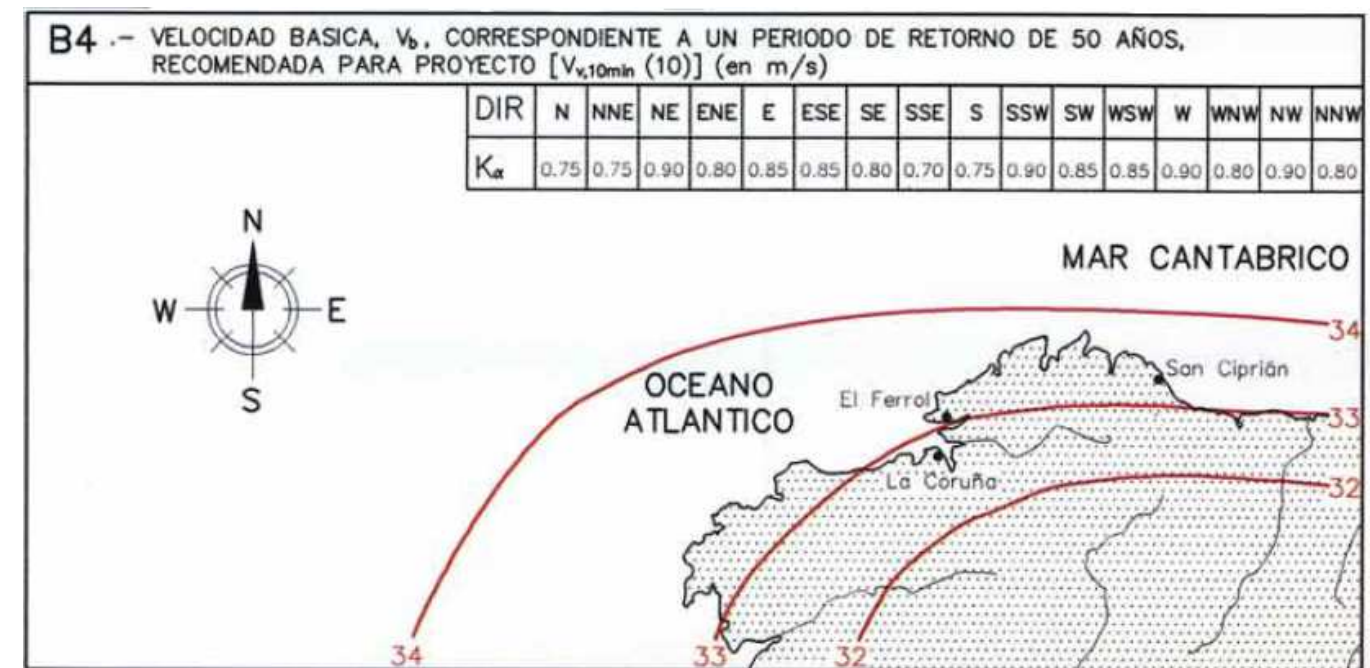 B4 .- VELOCIDAD BASICA, Vb, CORRESPONDIENTE A UN PERIODO DE RETORNO DE 50 AÑOS,
RECOMENDADA PARA PROYECTO [Vv,10min (10)] (en m/s)
DIR N NNE NE ENE E ESE SE SSE S SSW SW WSW W WNW NW NNW
Kα 0.75 0.75 0.90 0.80 0.85 0.85 0.80 0.70 0.75 0.90 0.85 0.85 0.90 0.80 0.90 0.80
N
W E
S
MAR CANTABRICO
34
OCEANO
ATLANTICO
San Ciprián
El Ferrol
33
La Coruña
32
34 33 32